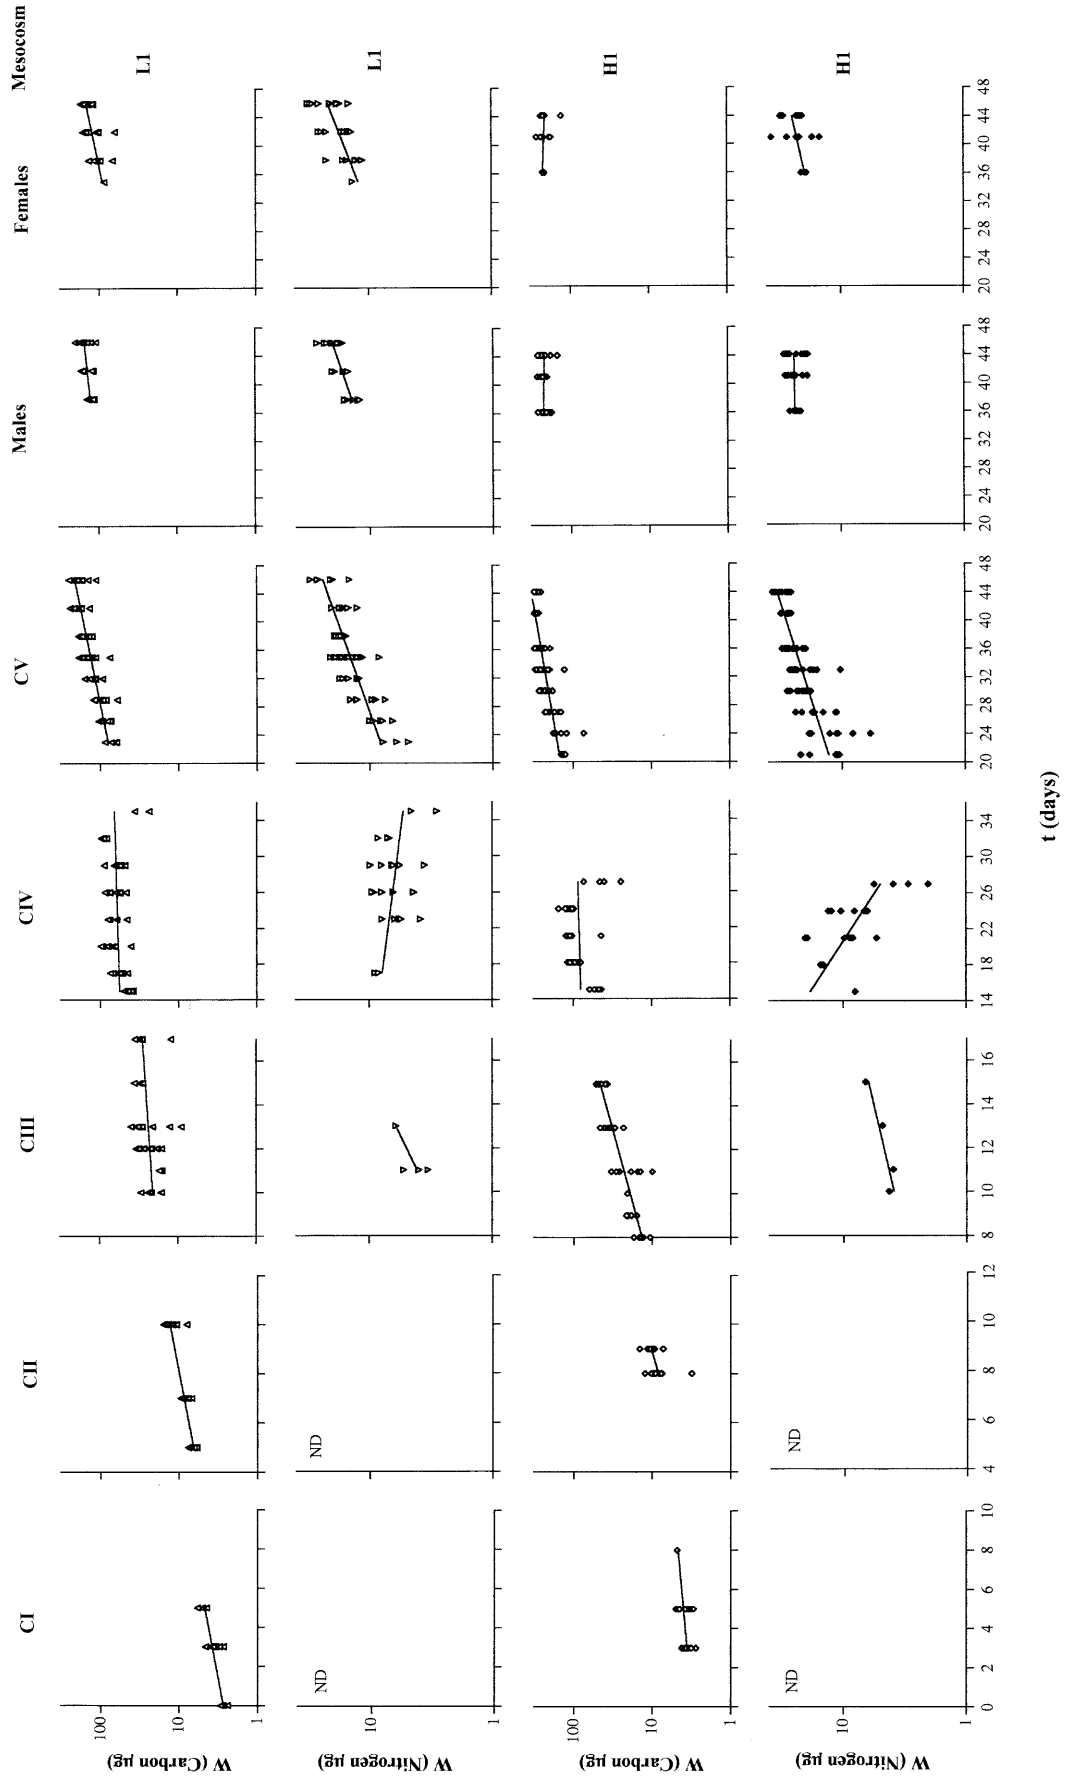 CI
CII
CIII
CIV
CV
Males
Females
Mesocosm
W (Carbon µg)
100
10
1
L1
W (Nitrogen µg)
10
1
ND
ND
L1
W (Carbon µg)
100
10
1
H1
W (Nitrogen µg)
10
1
ND
ND
H1
0 2 4 6 8 10
4 6 8 10 12
8 10 12 14 16
14 18 22 26 30 34
20 24 28 32 36 40 44 48
20 24 28 32 36 40 44 48
20 24 28 32 36 40 44 48
t (days)